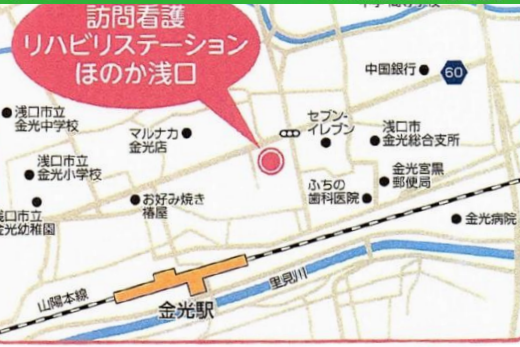 訪問看護
リハビリステーション
ほのか浅口
中国銀行
60
浅口市立
金光中学校
マルナカ
金光店
セブン-
イレブン
浅口市
金光総合支所
浅口市立
金光小学校
金光宮黒
郵便局
ふちの
歯科医院
お好み焼き
椿屋
浅口市立
金光幼稚園
金光病院
山陽本線
里見川
金光駅